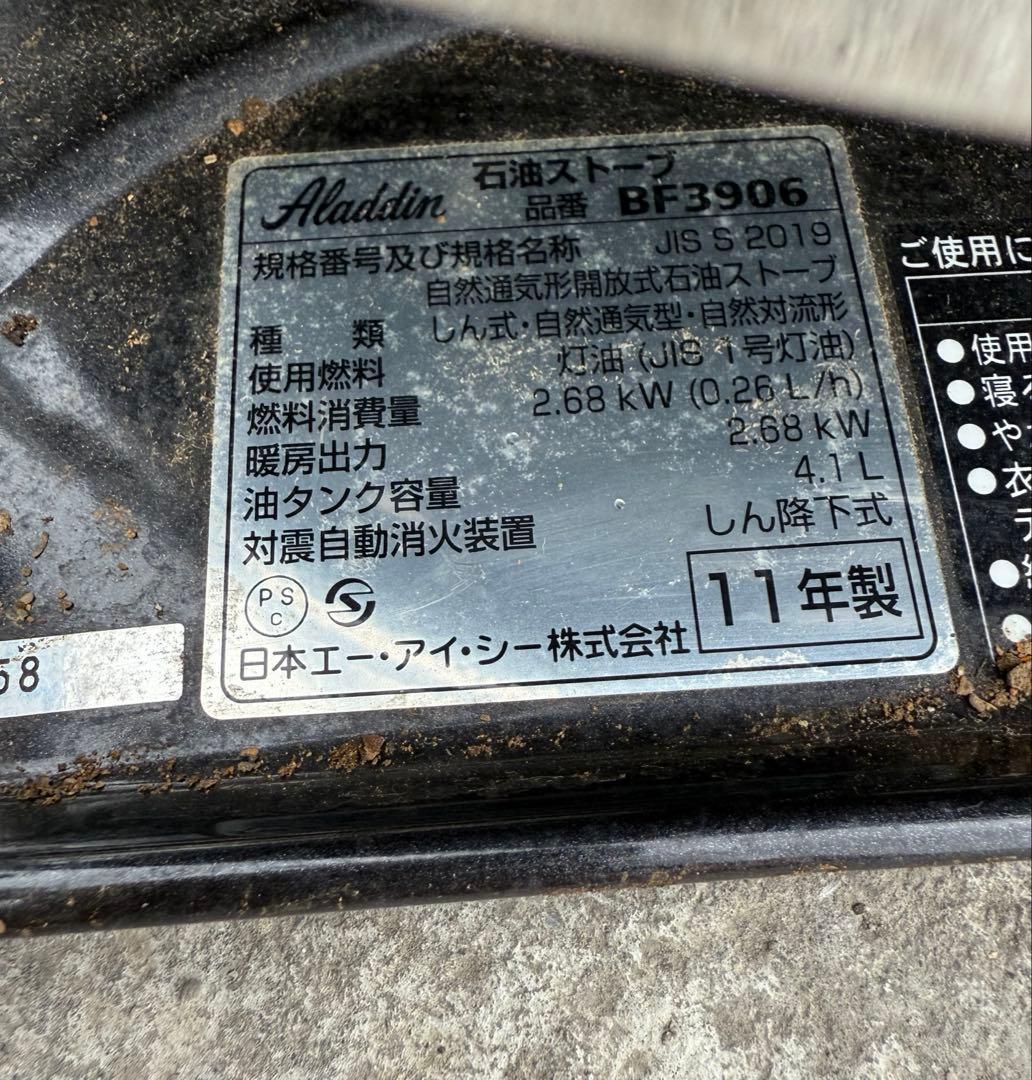 Aladdin 石油ストーブ
品番 BF3906
規格番号及び規格名称 JIS S 2019
自然通気形開放式石油ストーブ
種 類 しん式・自然通気型・自然対流形
使用燃料 灯油 (JIS 1号灯油)
燃料消費量 2.68 kW (0.26 L/h)
暖房出力 2.68 kW
油タンク容量 4.1 L
対震自動消火装置 しん降下式
PS C
11年製
日本エー・アイ・シー株式会社
58
ご使用に
●使用
●寝
●や
●衣